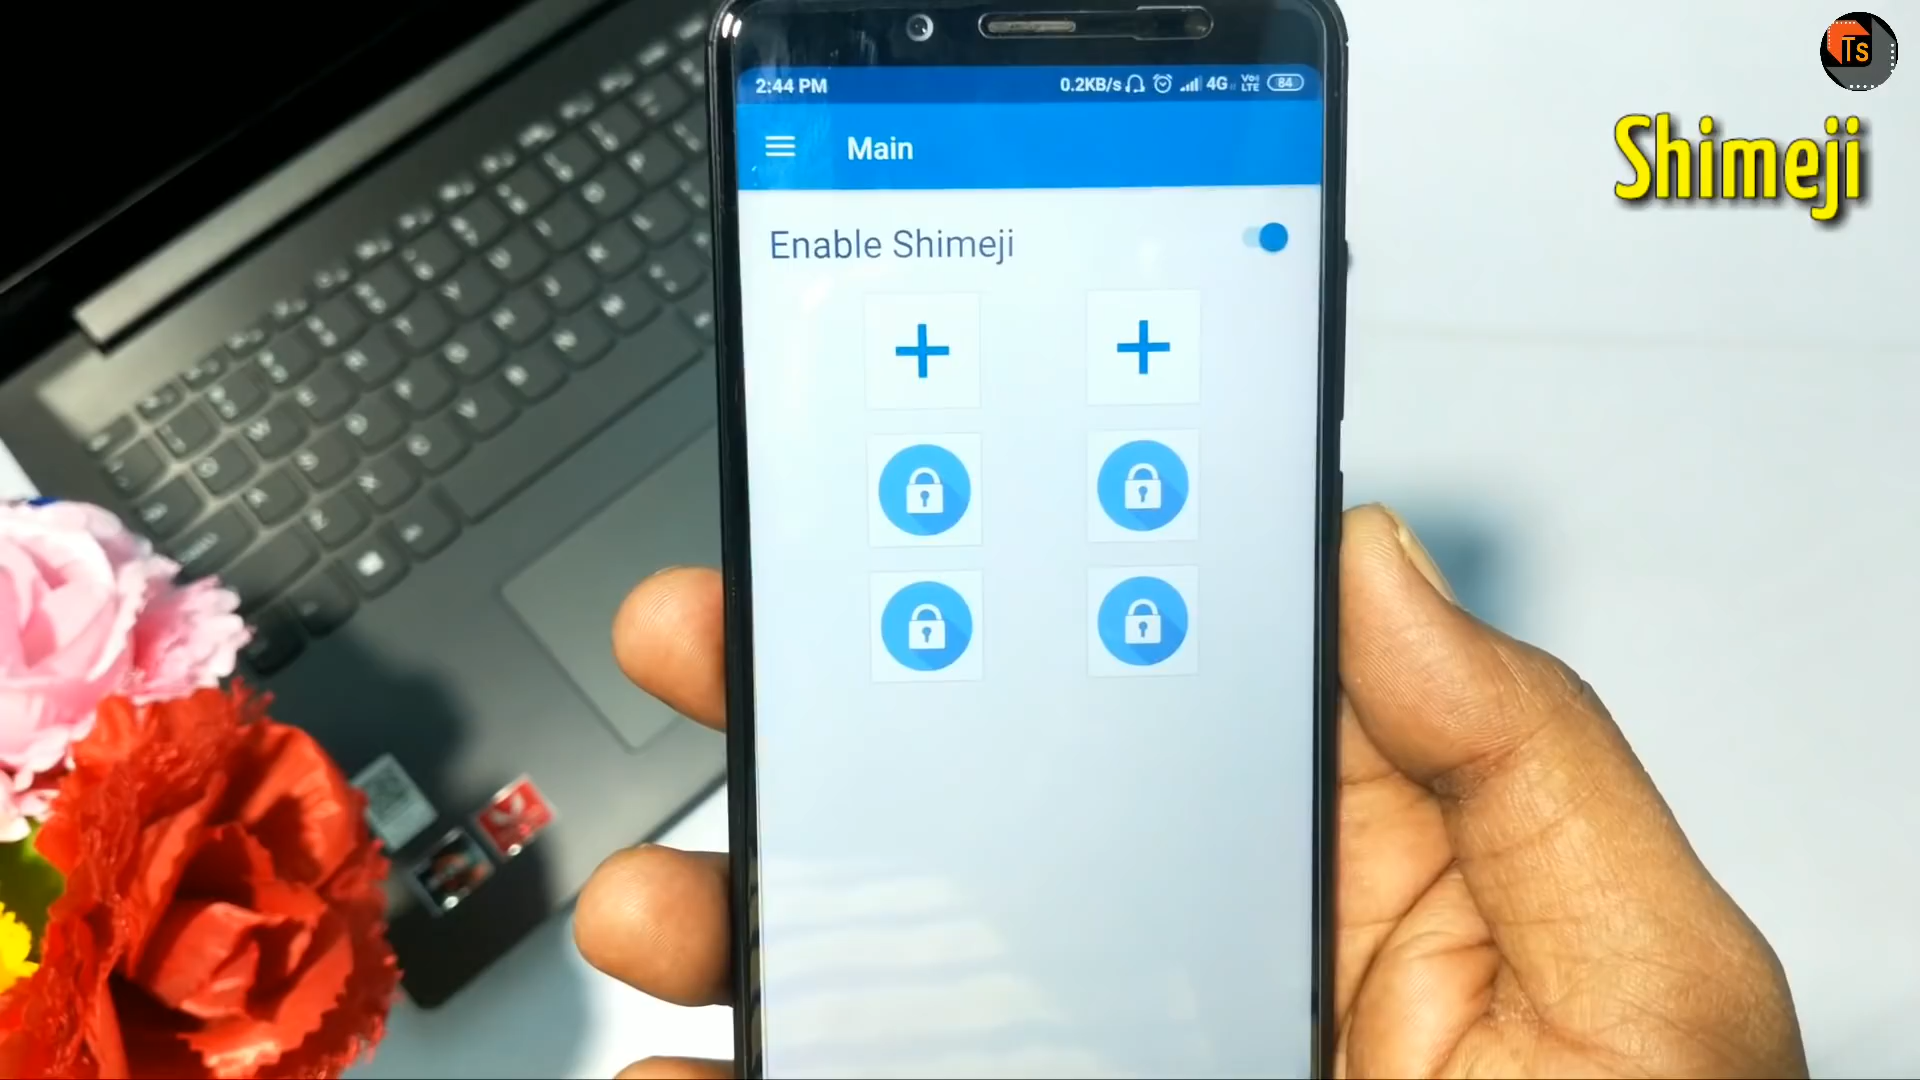 Ts
Shimeji
2:44 PM 0.2KB/s 4G Vo) LTE 84
Main
Enable Shimeji